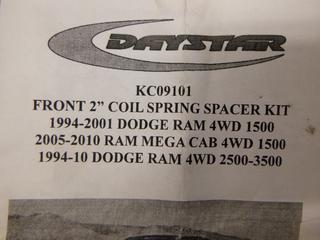 DAYSTAR
KC09101
FRONT 2” COIL SPRING SPACER KIT
1994-2001 DODGE RAM 4WD 1500
2005-2010 RAM MEGA CAB 4WD 1500
1994-10 DODGE RAM 4WD 2500-3500